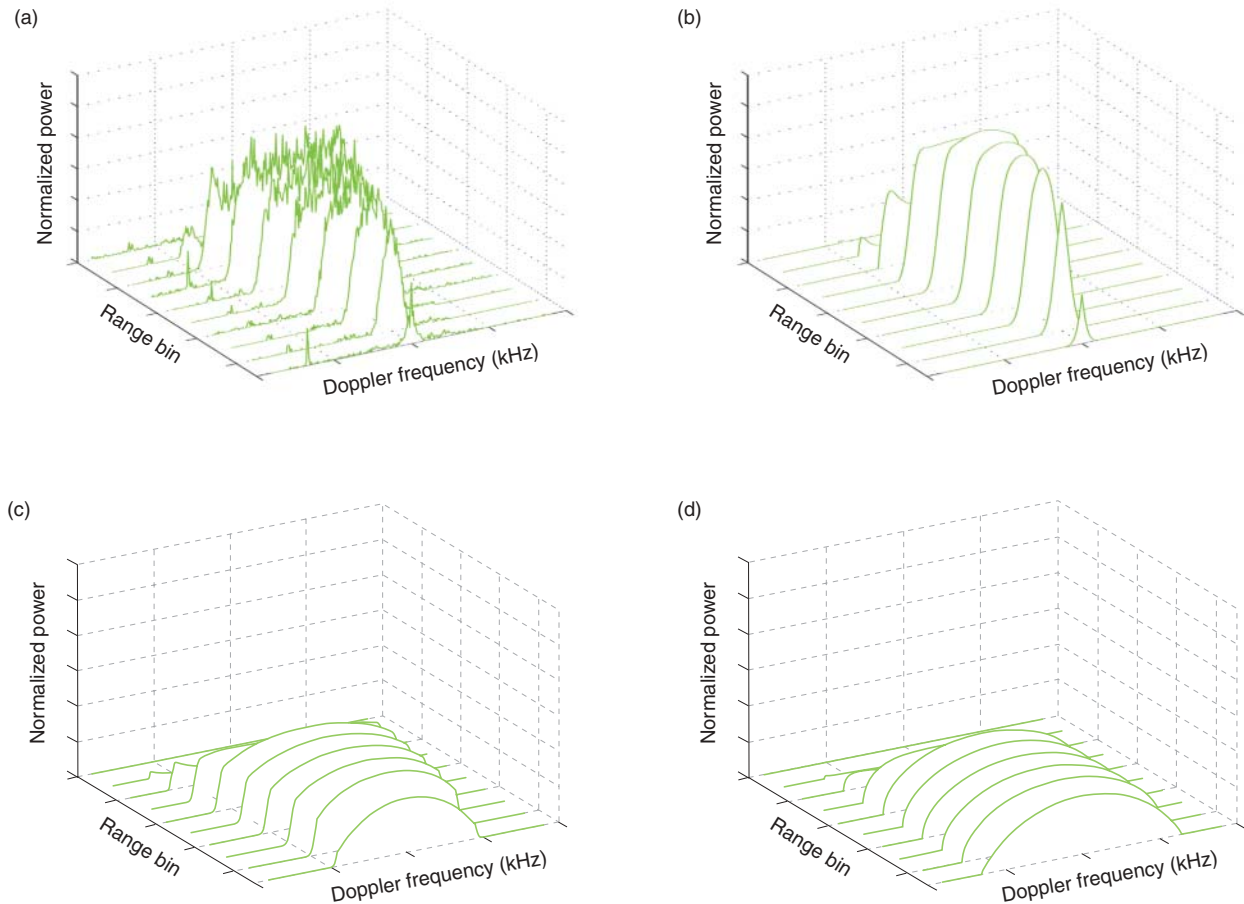 (a)
Normalized power
Range bin
Doppler frequency (kHz)
(b)
Normalized power
Range bin
Doppler frequency (kHz)
(c)
Normalized power
Range bin
Doppler frequency (kHz)
(d)
Normalized power
Range bin
Doppler frequency (kHz)